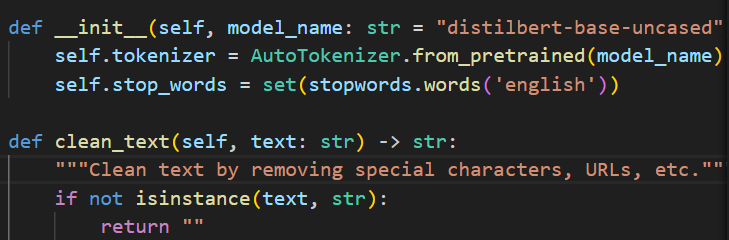 def __init__(self, model_name: str = "distilbert-base-uncased"
    self.tokenizer = AutoTokenizer.from_pretrained(model_name)
    self.stop_words = set(stopwords.words('english'))
def clean_text(self, text: str) -> str:
    """Clean text by removing special characters, URLs, etc.""
    if not isinstance(text, str):
        return ""